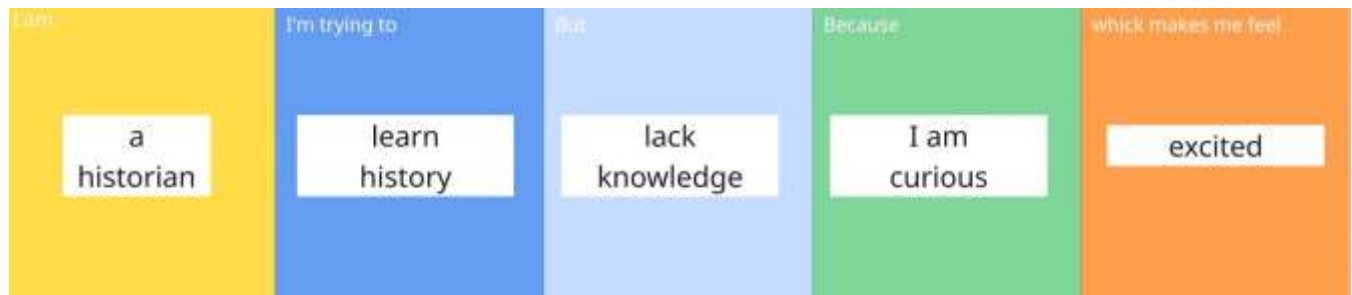 I am
I'm trying to
But
Because
whick makes me feel
a
historian
learn
history
lack
knowledge
I am
curious
excited